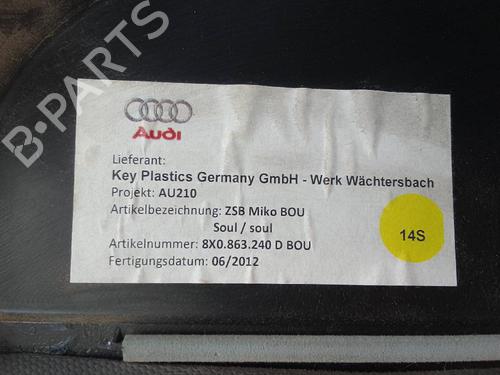 B-PARTS
Audi
Lieferant:
Key Plastics Germany GmbH - Werk Wächtersbach
Projekt: AU210
Artikelbezeichnung: ZSB Miko BOU
Soul / soul
Artikelnummer: 8X0.863.240 D BOU
Fertigungsdatum: 06/2012
14S